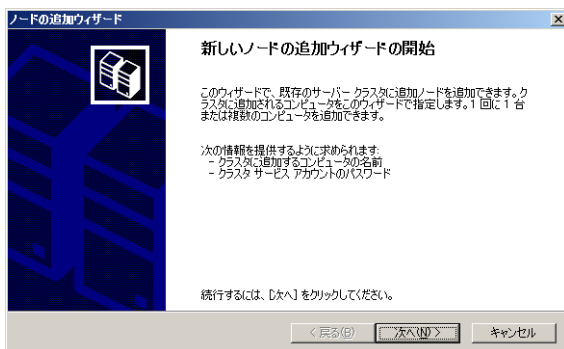 ノードの追加ウィザード
新しいノードの追加ウィザードの開始
このウィザードで、既存のサーバー クラスタに追加ノードを追加できます。ク
ラスタに追加されるコンピュータをこのウィザードで指定します。1 回に 1 台
または複数のコンピュータを追加できます。
次の情報を提供するように求められます:
- クラスタに追加するコンピュータの名前
- クラスタ サービス アカウントのパスワード
続行するには、[次へ] をクリックしてください。
< 戻る(B)
次へ(N) >
キャンセル